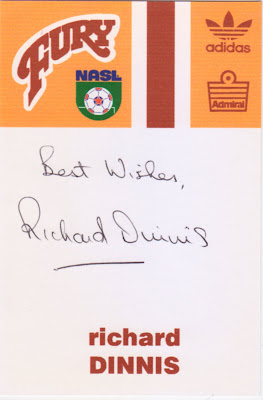 FURY
NASL
adidas
Admiral
Best Wishes,
Richard Dinnis
richard
DINNIS